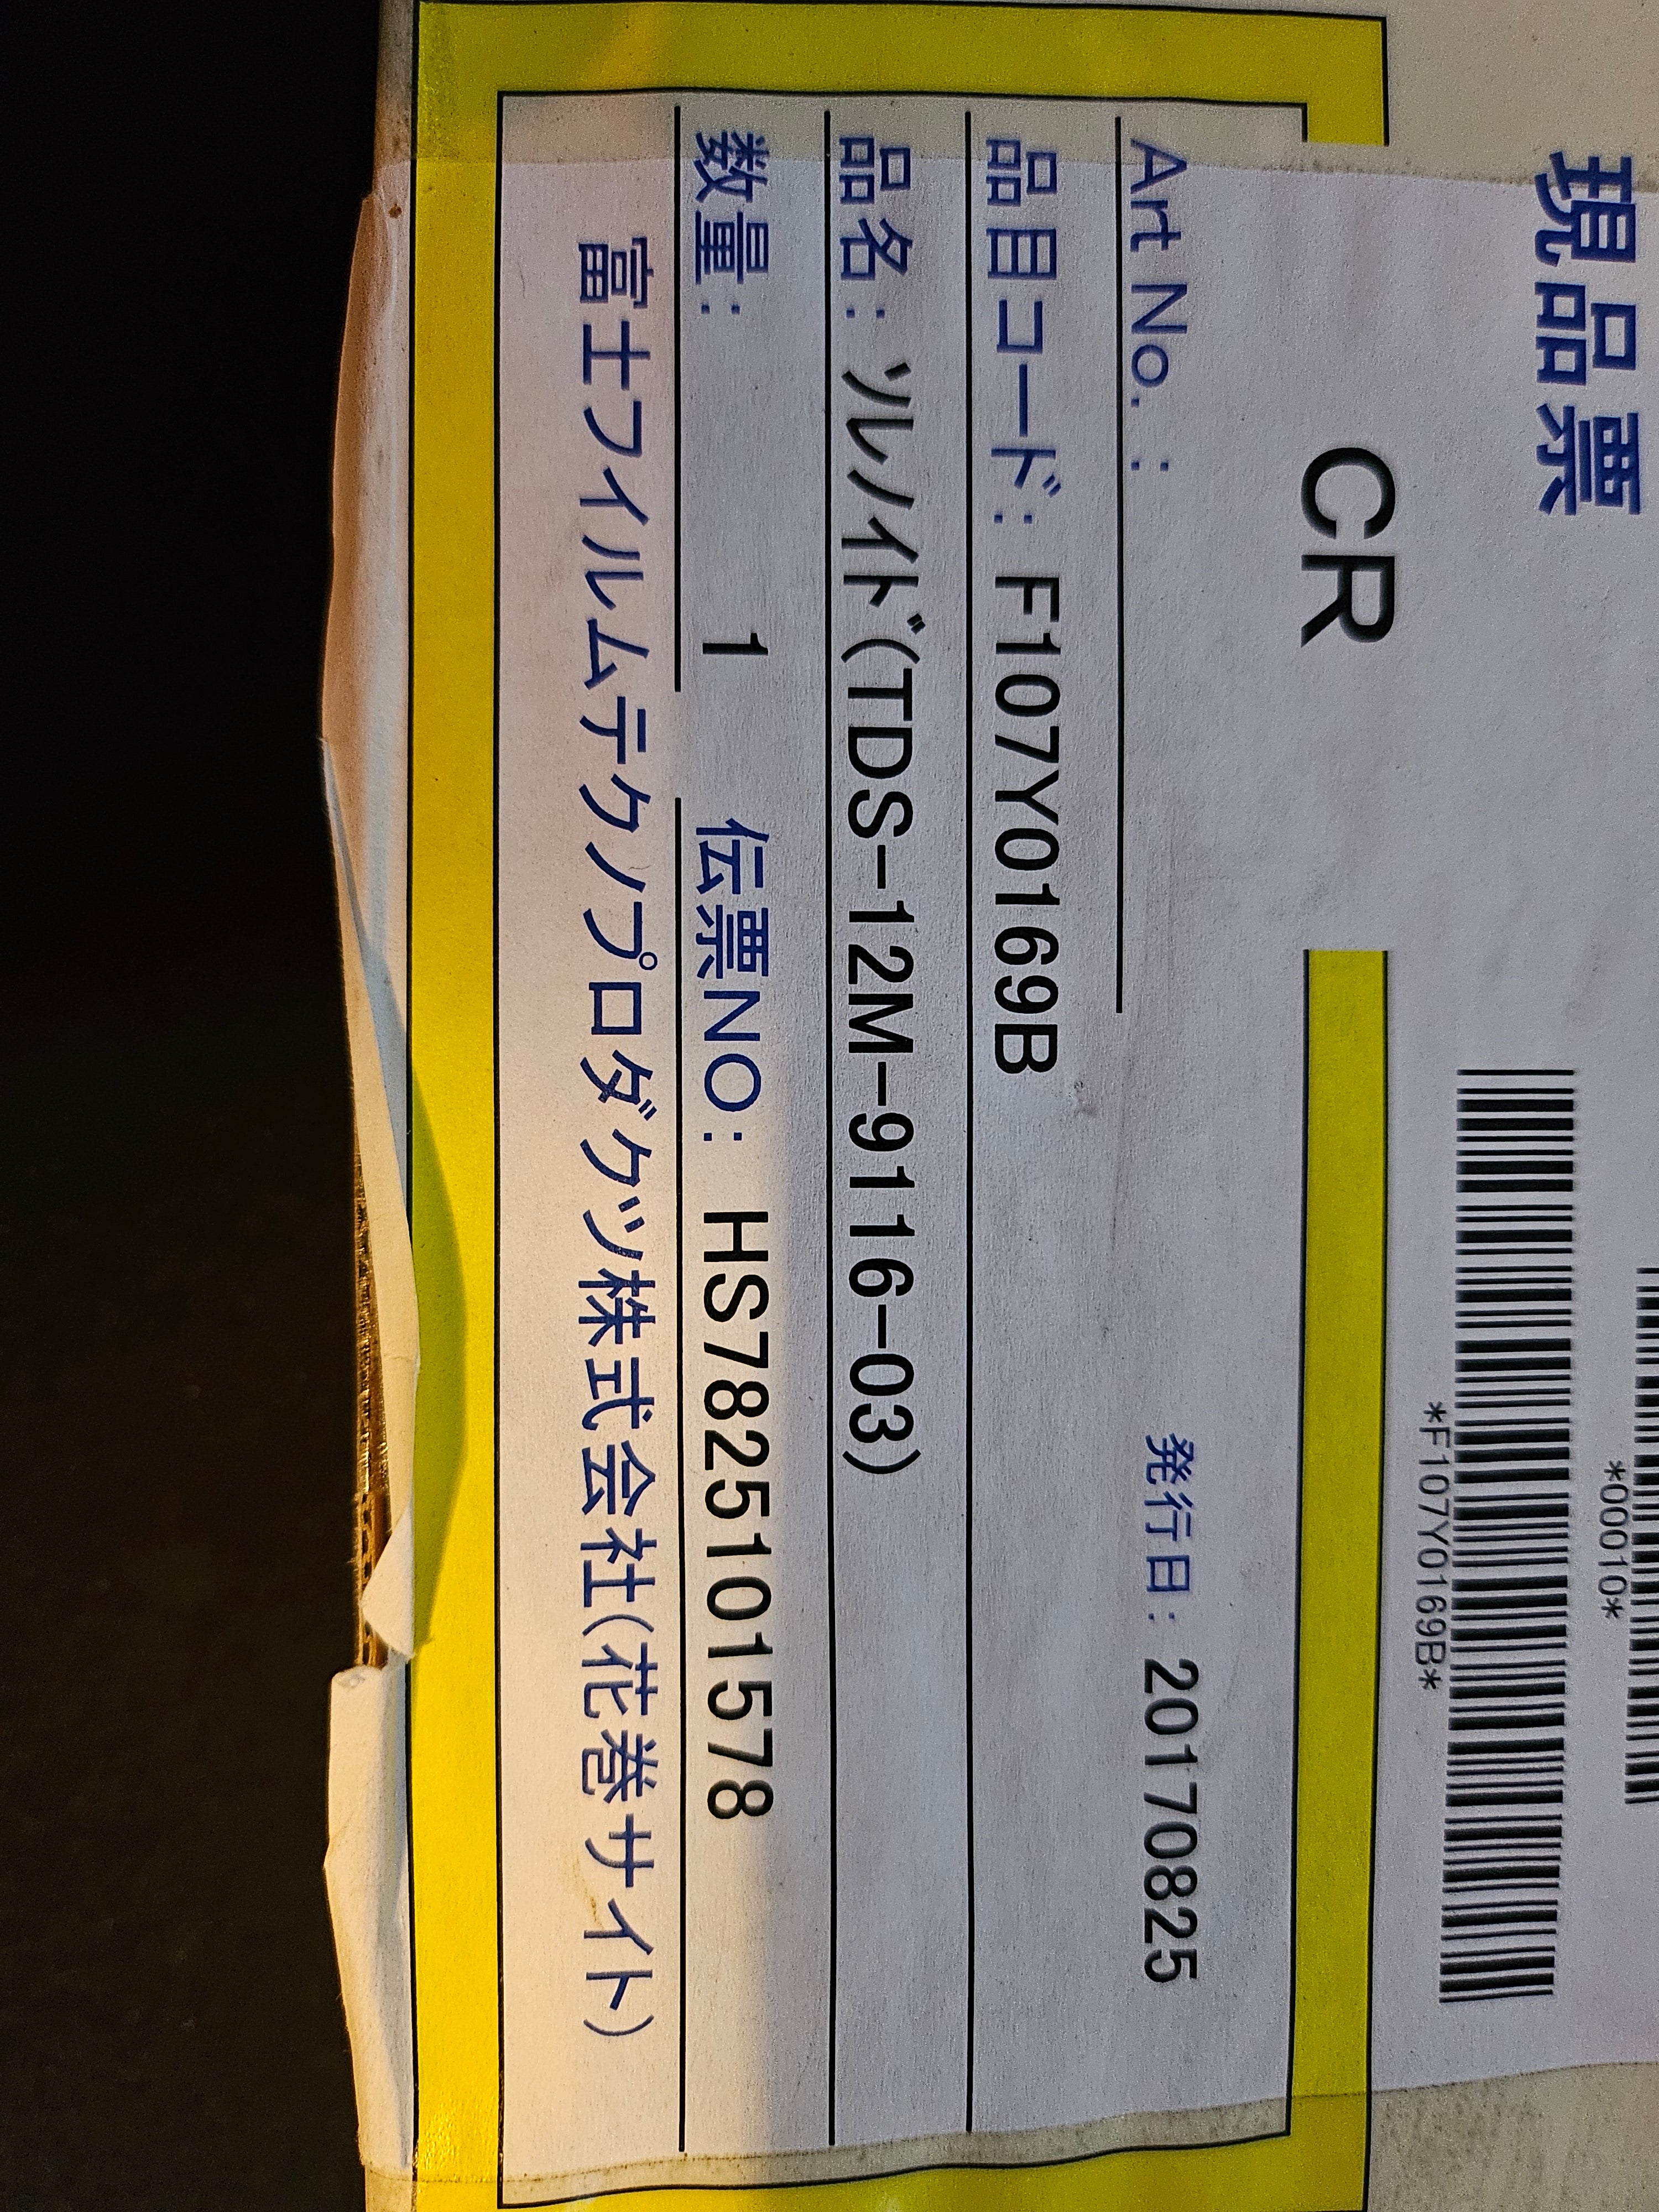 現品票
*00010*
*F107Y0169B*
CR
Art No. :
発行日: 20170825
品目コード: F107Y0169B
品名: ソレノイド(TDS-12M-9116-03)
数量: 1 伝票NO: HS7825101578
富士フイルムテクノプロダクツ株式会社(花巻サイト)